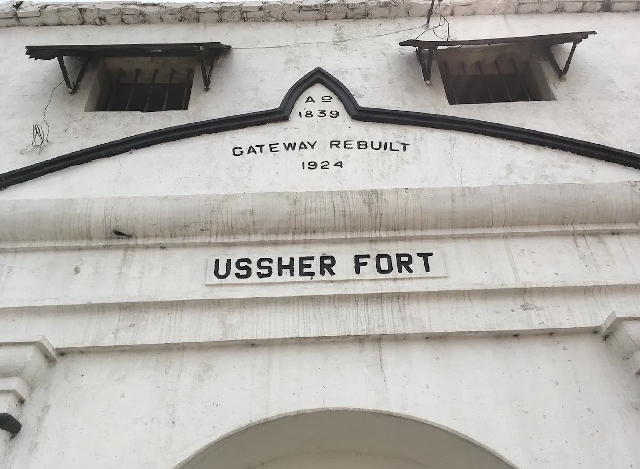 Aº
1839
GATEWAY REBUILT
1924
USSHER FORT